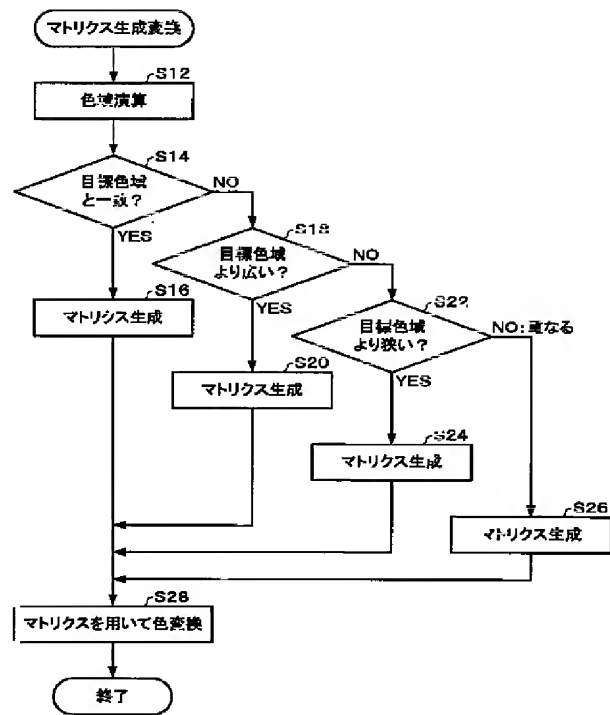 マトリクス生成変換
S12
色域演算
S14
目標色域
と一致？
NO
YES
S18
目標色域
より広い？
NO
YES
S16
マトリクス生成
S22
目標色域
より狭い？
NO：重なる
YES
S20
マトリクス生成
S24
マトリクス生成
S26
マトリクス生成
S28
マトリクスを用いて色変換
終了